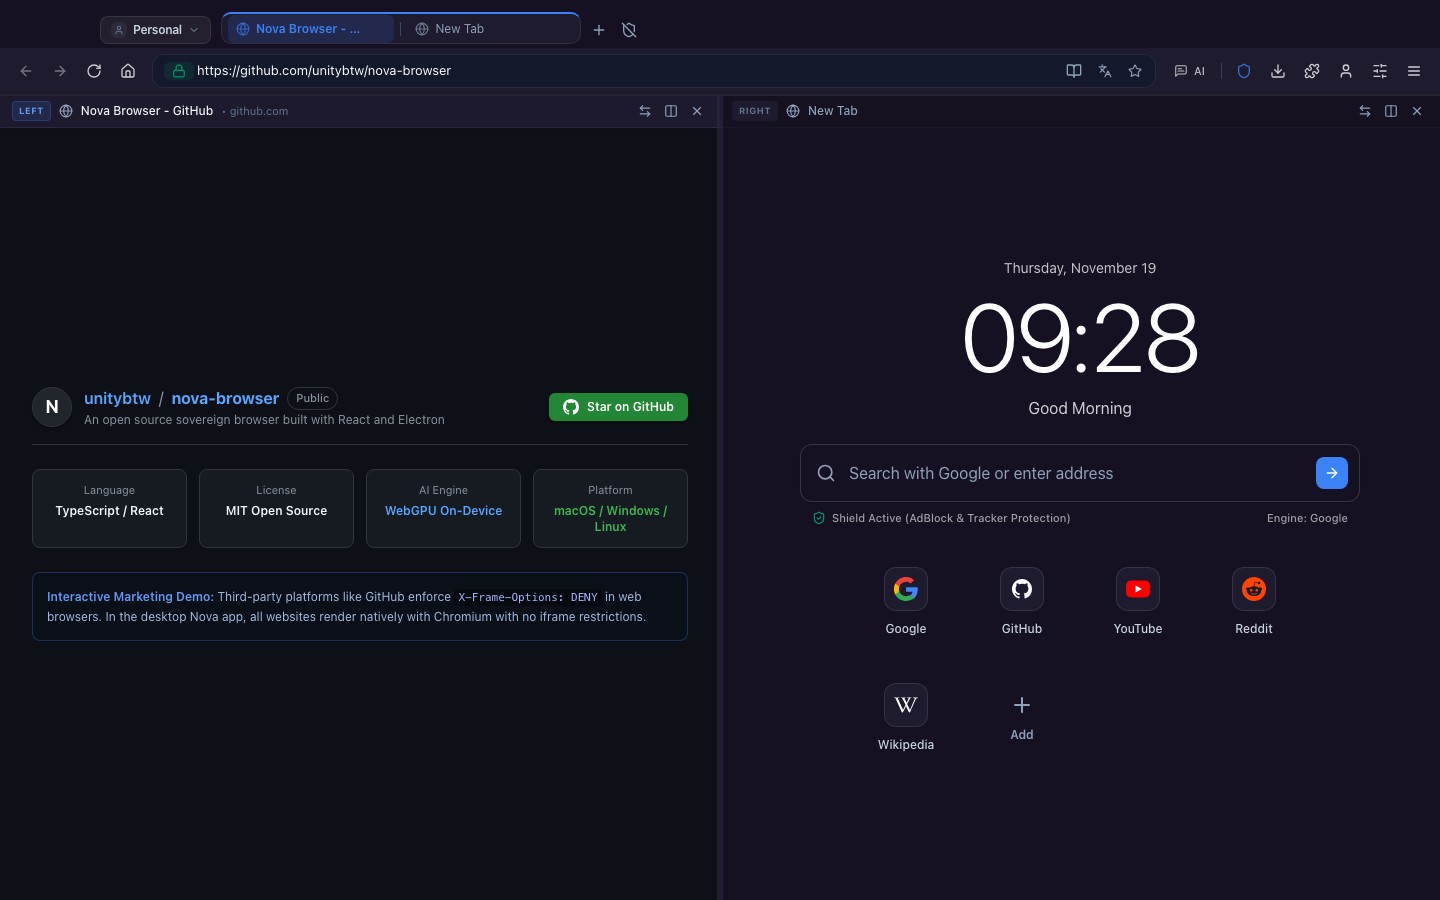 Personal
Nova Browser - ...
New Tab
https://github.com/unitybtw/nova-browser
AI
LEFT
Nova Browser - GitHub
• github.com
RIGHT
New Tab
N
unitybtw / nova-browser
Public
An open source sovereign browser built with React and Electron
Star on GitHub
Language
TypeScript / React
License
MIT Open Source
AI Engine
WebGPU On-Device
Platform
macOS / Windows /
Linux
Interactive Marketing Demo: Third-party platforms like GitHub enforce X-Frame-Options: DENY in web
browsers. In the desktop Nova app, all websites render natively with Chromium with no iframe restrictions.
Thursday, November 19
09:28
Good Morning
Search with Google or enter address
Shield Active (AdBlock & Tracker Protection)
Engine: Google
Google
GitHub
YouTube
Reddit
W
Wikipedia
Add